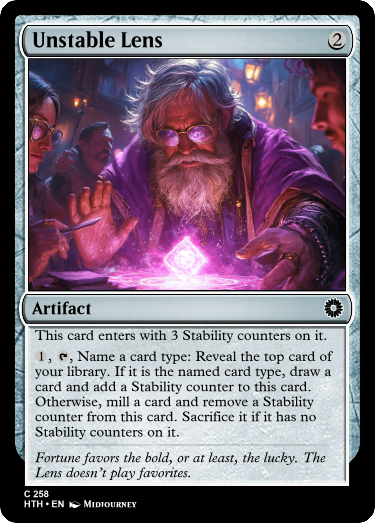 Unstable Lens 2
Artifact
This card enters with 3 Stability counters on it.
1, , Name a card type: Reveal the top card of
your library. If it is the named card type, draw a
card and add a Stability counter to this card.
Otherwise, mill a card and remove a Stability
counter from this card. Sacrifice it if it has no
Stability counters on it.
Fortune favors the bold, or at least, the lucky. The
Lens doesn't play favorites.
C 258
HTH • EN Midjourney